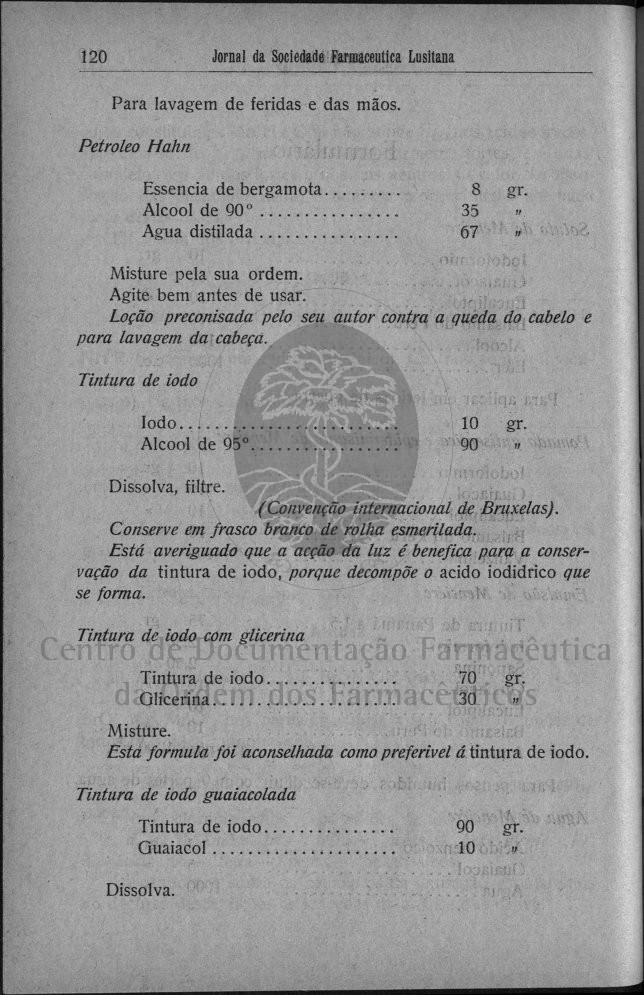 120
Jornal da Sociedade Farmaceutica Lusitana
Para lavagem de feridas e das mãos.
Petroleo Hahn
Essencia de bergamota......... 8 gr.
Alcool de 90° ................ 35 "
Agua distilada ................ 67 "
Misture pela sua ordem.
Agite bem antes de usar.
Loção preconisada pelo seu autor contra a queda do cabelo e
para lavagem da cabeça.
Tintura de iodo
Iodo......................... 10 gr.
Alcool de 95°................. 90 "
Dissolva, filtre.
(Convenção internacional de Bruxelas).
Conserve em frasco branco de rolha esmerilada.
Está averiguado que a acção da luz é benefica para a conser-
vação da tintura de iodo, porque decompõe o acido iodidrico que
se forma.
Tintura de iodo com glicerina
Centro de Documentação Farmacêutica
Tintura de iodo............... 70 gr.
da Ordem dos Farmacêuticos
Glicerina..................... 30 "
Misture.
Esta formula foi aconselhada como preferivel á tintura de iodo.
Tintura de iodo guaiacolada
Tintura de iodo............... 90 gr.
Guaiacol ..................... 10 "
Dissolva.